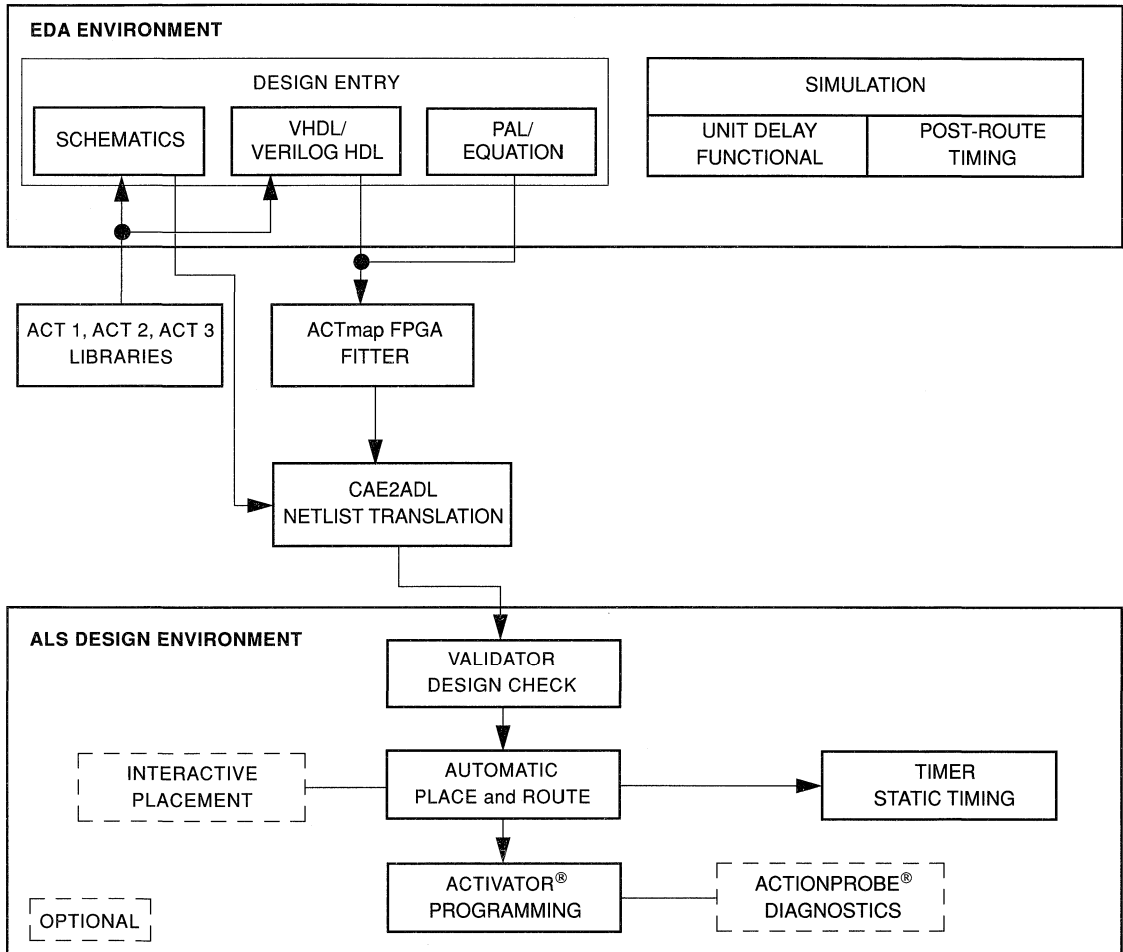 EDA ENVIRONMENT
DESIGN ENTRY
SCHEMATICS
VHDL/
VERILOG HDL
PAL/
EQUATION
SIMULATION
UNIT DELAY
FUNCTIONAL
POST-ROUTE
TIMING
ACT 1, ACT 2, ACT 3
LIBRARIES
ACTmap FPGA
FITTER
CAE2ADL
NETLIST TRANSLATION
ALS DESIGN ENVIRONMENT
VALIDATOR
DESIGN CHECK
INTERACTIVE
PLACEMENT
AUTOMATIC
PLACE and ROUTE
TIMER
STATIC TIMING
ACTIVATOR®
PROGRAMMING
ACTIONPROBE®
DIAGNOSTICS
OPTIONAL